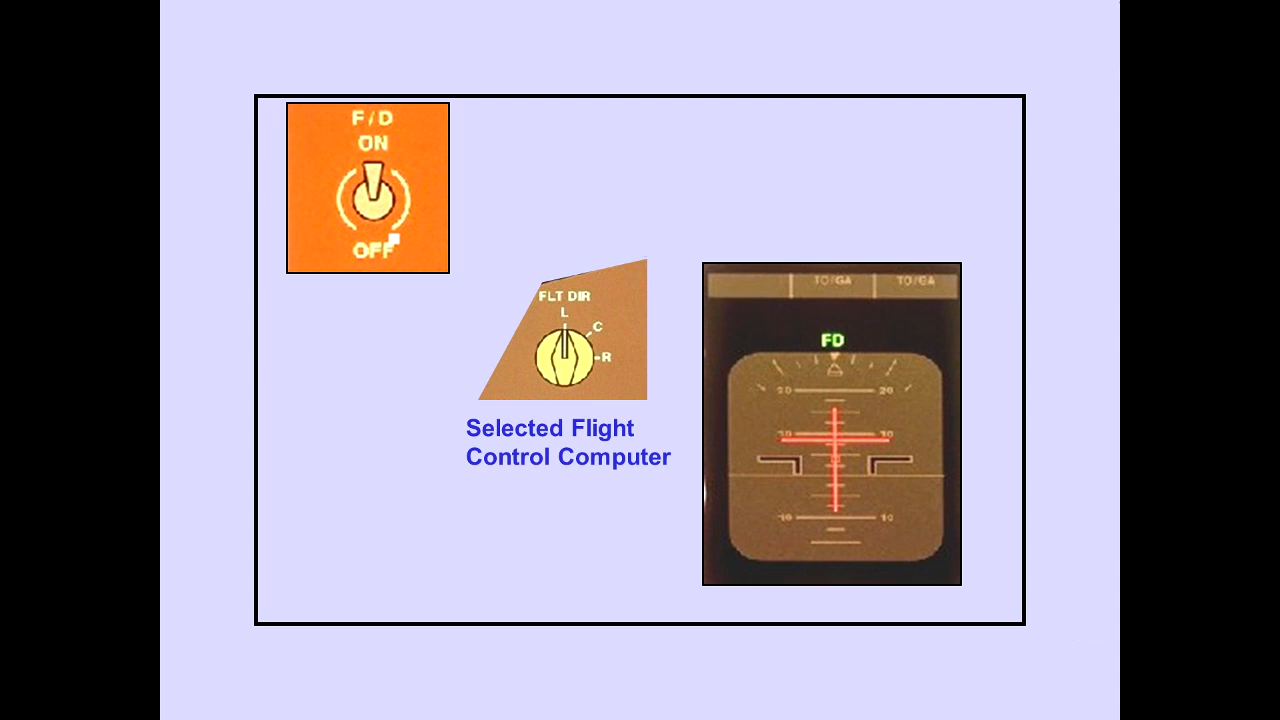 F/D
ON
OFF
FLT DIR
L
C
R
Selected Flight
Control Computer
TO/GA TO/GA
FD
20 20
10 10
10 10